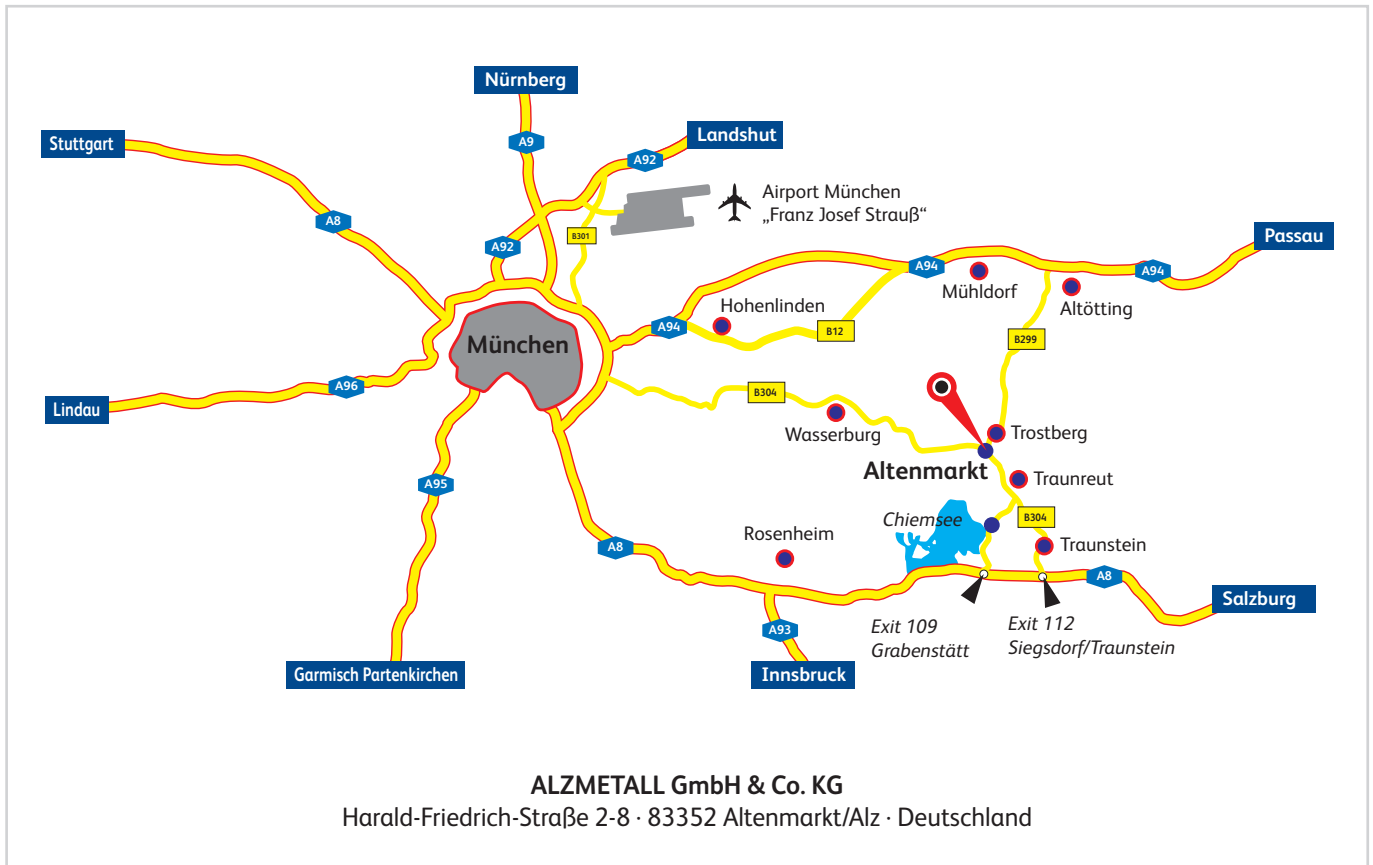 Nürnberg
Stuttgart
A9
Landshut
A92
Airport München
„Franz Josef Strauß“
A8
B301
A92
Passau
A94
A94
Mühldorf
Altötting
Hohenlinden
A94
B12
B299
München
A96
Lindau
B304
Wasserburg
Trostberg
Altenmarkt
Traunreut
A95
Chiemsee
B304
Rosenheim
A8
Traunstein
A8
Salzburg
A93
Exit 109
Grabenstätt
Exit 112
Siegsdorf/Traunstein
Garmisch Partenkirchen
Innsbruck
ALZMETALL GmbH & Co. KG
Harald-Friedrich-Straße 2-8 · 83352 Altenmarkt/Alz · Deutschland